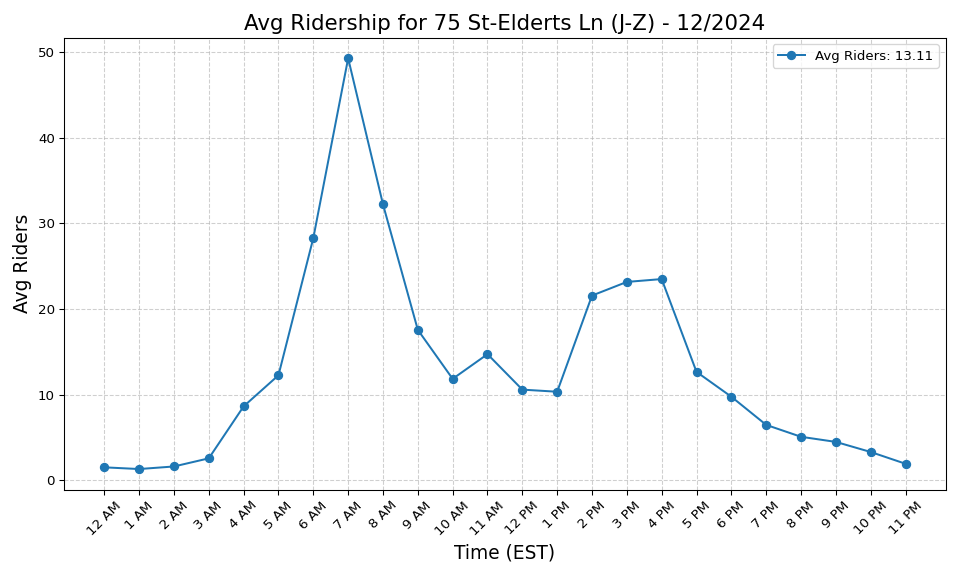 Avg Ridership for 75 St-Elderts Ln (J-Z) - 12/2024
Avg Riders: 13.11
Avg Riders
50
40
30
20
10
0
12 AM
1 AM
2 AM
3 AM
4 AM
5 AM
6 AM
7 AM
8 AM
9 AM
10 AM
11 AM
12 PM
1 PM
2 PM
3 PM
4 PM
5 PM
6 PM
7 PM
8 PM
9 PM
10 PM
11 PM
Time (EST)